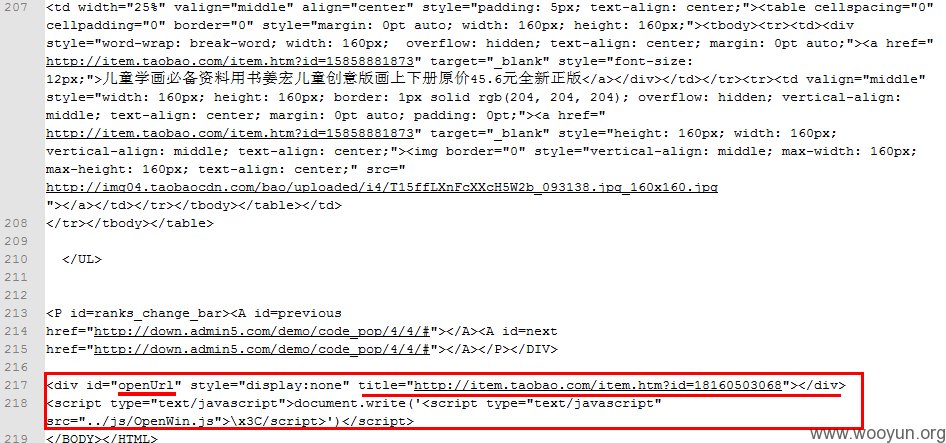 207 <td width="25%" valign="middle" align="center" style="padding: 5px; text-align: center;"><table cellspacing="0"
cellpadding="0" border="0" style="margin: 0pt auto; width: 160px; height: 160px;"><tbody><tr><td><div
style="word-wrap: break-word; width: 160px;  overflow: hidden; text-align: center; margin: 0pt auto;"><a href="
http://item.taobao.com/item.htm?id=15858881873" target="_blank" style="font-size:
12px;">儿童学画必备资料用书姜宏儿童创意版画上下册原价45.6元全新正版</a></div></td></tr><tr><td valign="middle"
style="width: 160px; height: 160px; border: 1px solid rgb(204, 204, 204); overflow: hidden; vertical-align:
middle; text-align: center; margin: 0pt auto; padding: 0pt;"><a href="
http://item.taobao.com/item.htm?id=15858881873" target="_blank" style="height: 160px; width: 160px;
vertical-align: middle; text-align: center;"><img border="0" style="vertical-align: middle; max-width: 160px;
max-height: 160px; text-align: center;" src="
http://img04.taobaocdn.com/bao/uploaded/i4/T15ffLXnFcXXcH5W2b_093138.jpg_160x160.jpg
"></a></td></tr></tbody></table></td>
208 </tr></tbody></table>
209
210   </UL>
211
212
213 <P id=ranks_change_bar><A id=previous
214 href="http://down.admin5.com/demo/code_pop/4/4/#"></A><A id=next
215 href="http://down.admin5.com/demo/code_pop/4/4/#"></A></P></DIV>
216
217 <div id="openUrl" style="display:none" title="http://item.taobao.com/item.htm?id=18160503068"></div>
218 <script type="text/javascript">document.write('<script type="text/javascript"
src="../js/OpenWin.js">\x3C/script>')</script>
219 </BODY></HTML>
www.wooyun.org